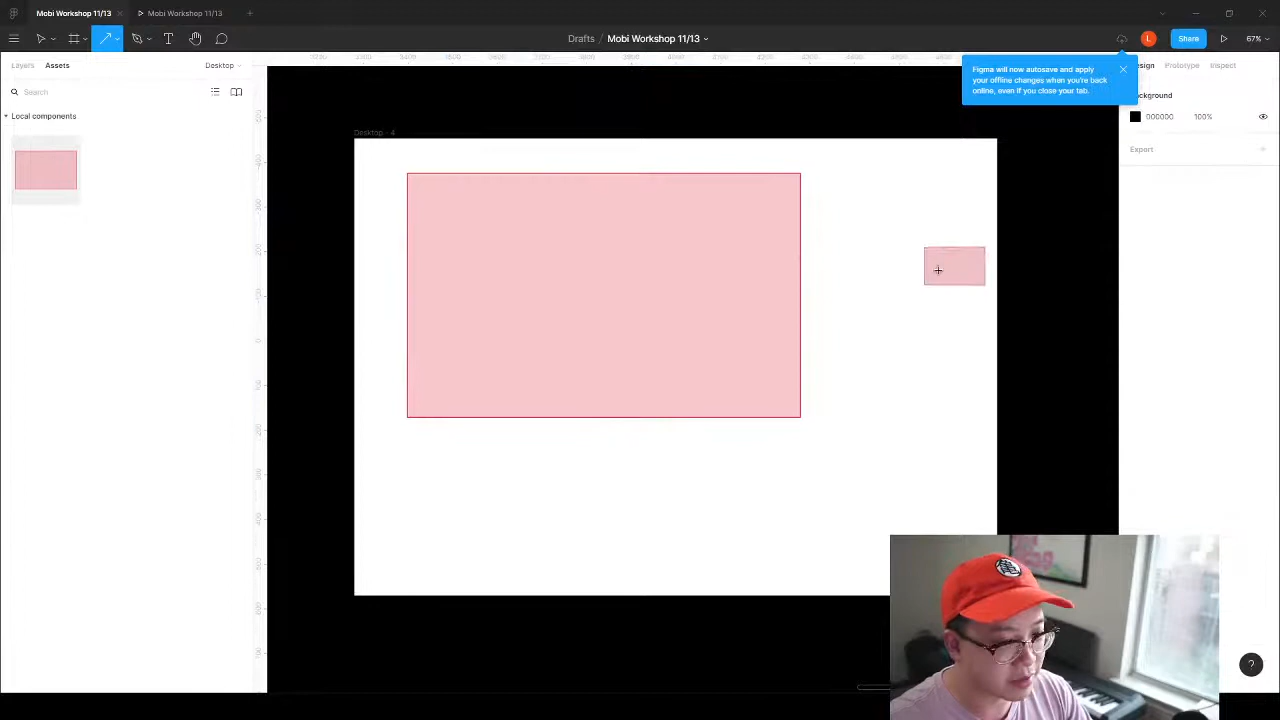 Mobi Workshop 11/13
Mobi Workshop 11/13
Drafts / Mobi Workshop 11/13
Share
67%
Layers
Assets
Desktop
Figma will now autosave and apply
your offline changes when you're back
online, even if you close your tab.
Prototype
Inspect
Search
Local components
000000
100%
Desktop - 4
Export
?